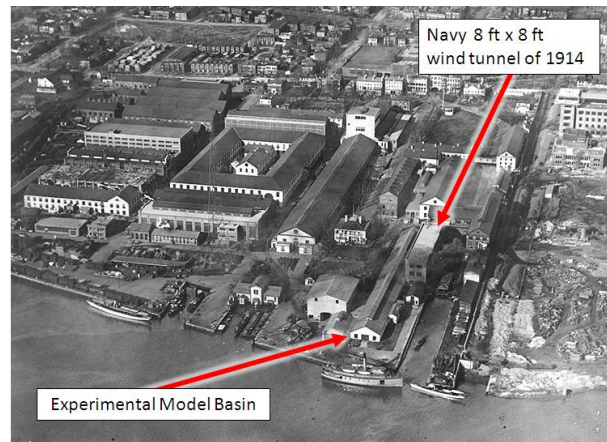 Navy 8 ft x 8 ft
wind tunnel of 1914
Experimental Model Basin